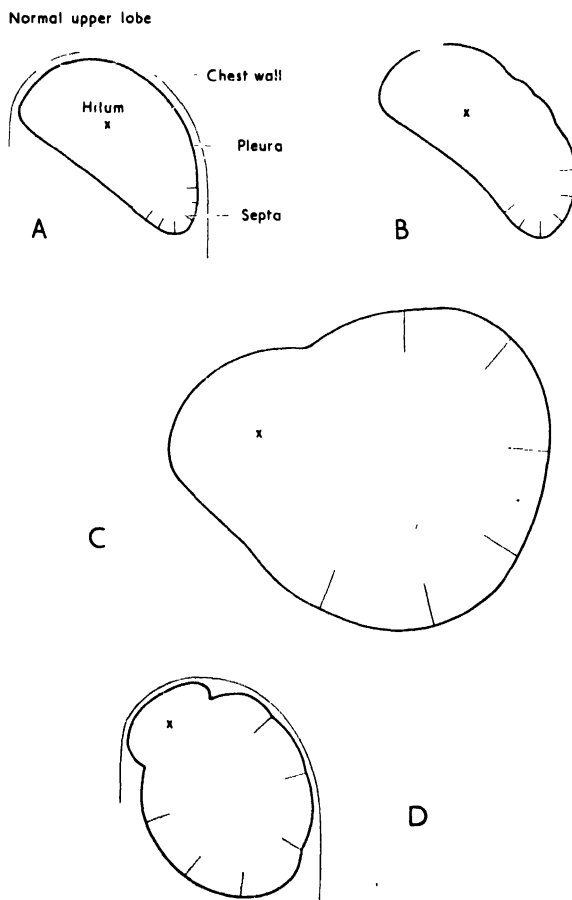 Normal upper lobe
Chest wall
Hilum
x
x
Pleura
Septa
A
B
x
C
x
D